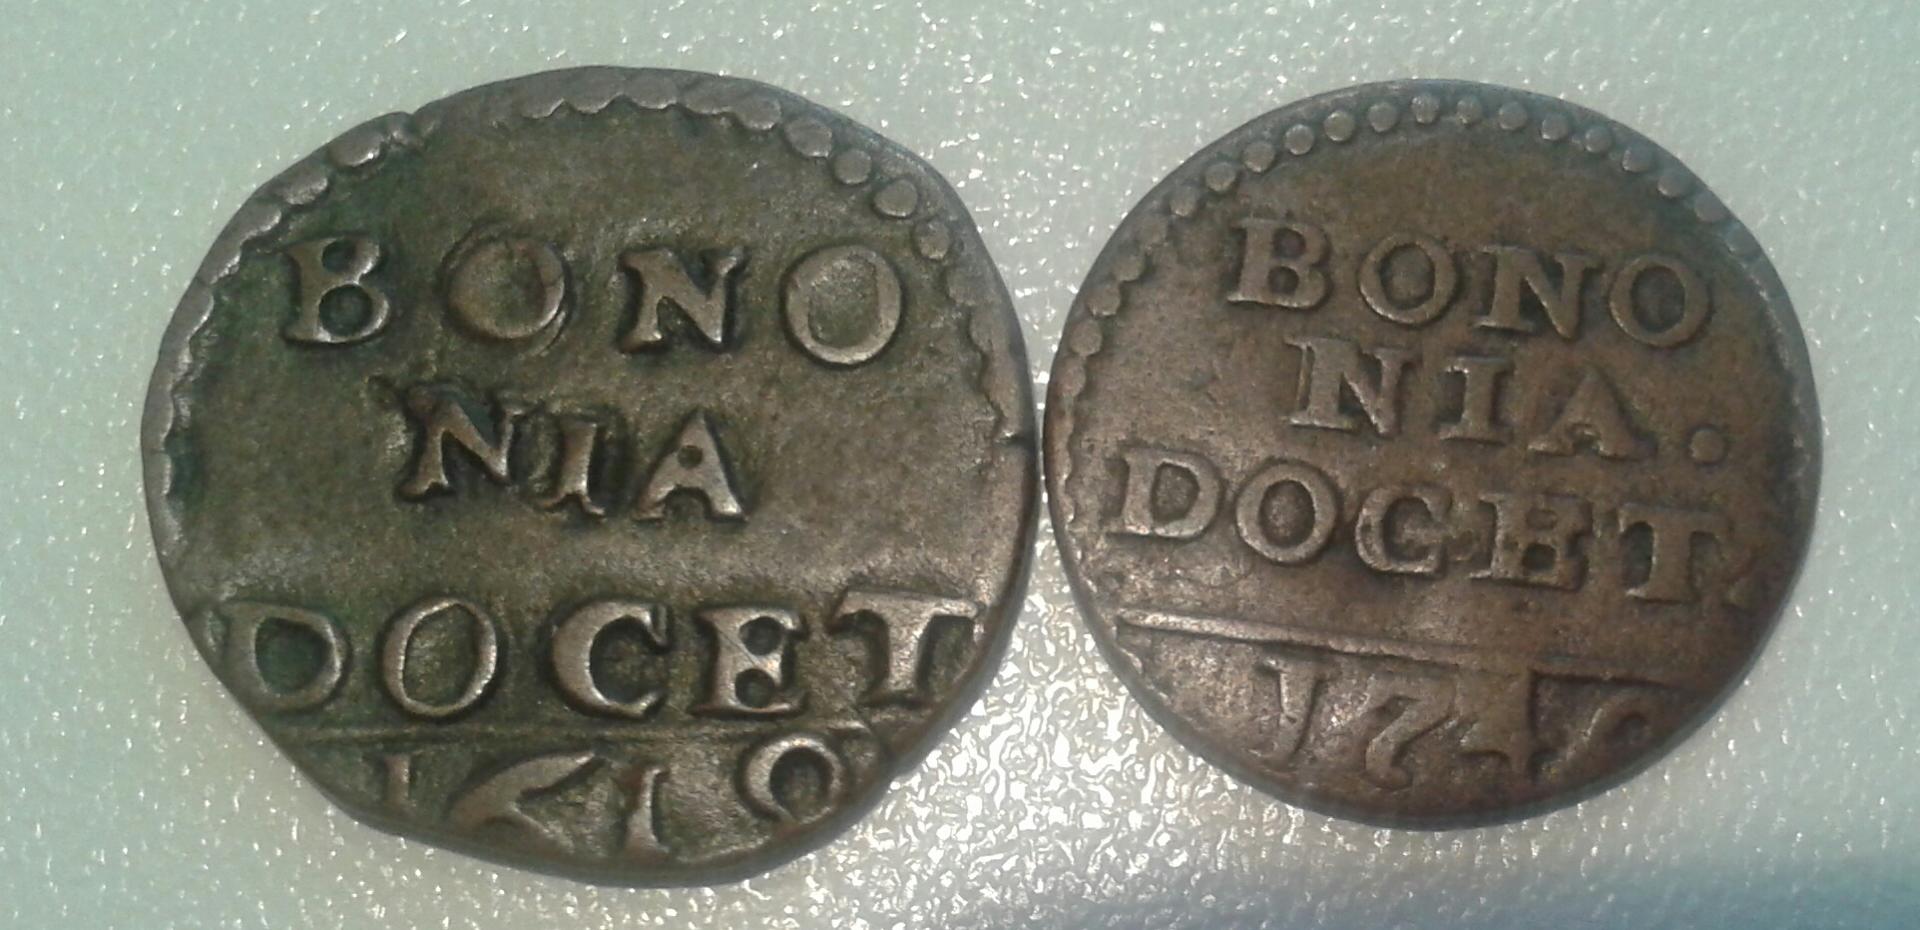 BONO
NIA
DOCET
BONO
NIA.
DOCET.